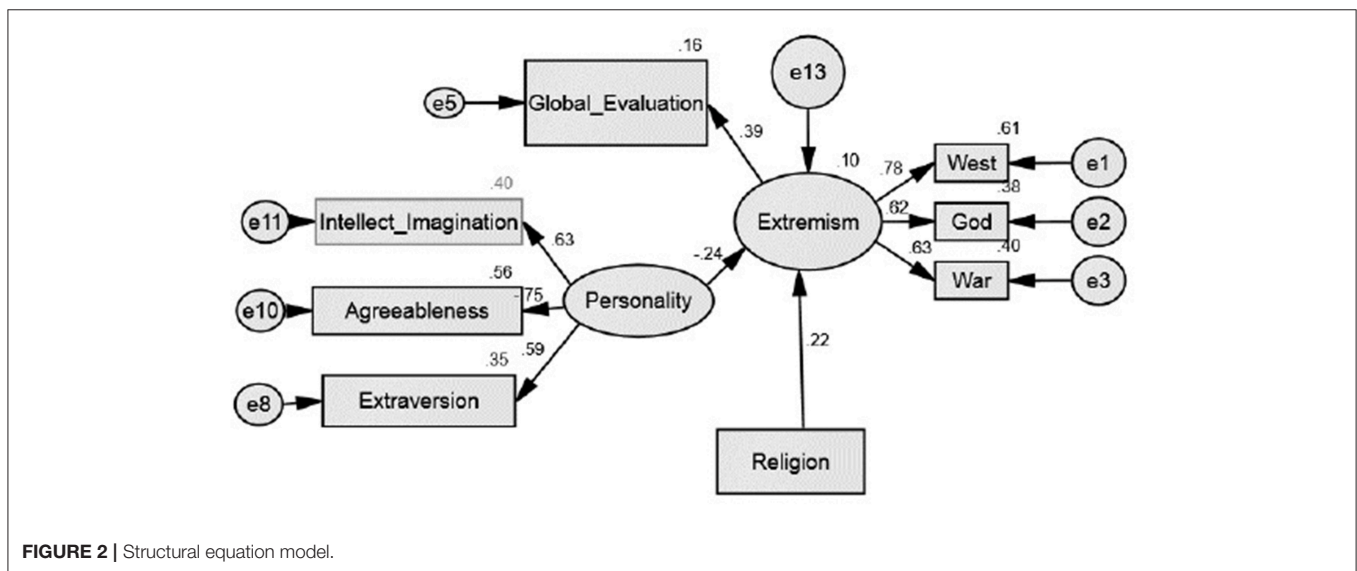 .16
e13
e5
Global_Evaluation
.39
.61
.10
.78
West
e1
.40
.38
e11
Intellect_Imagination
Extremism
.62
God
e2
.63
-.24
.63
.40
.56
War
e3
e10
Agreeableness
-.75
Personality
.59
.22
.35
e8
Extraversion
Religion
FIGURE 2 | Structural equation model.